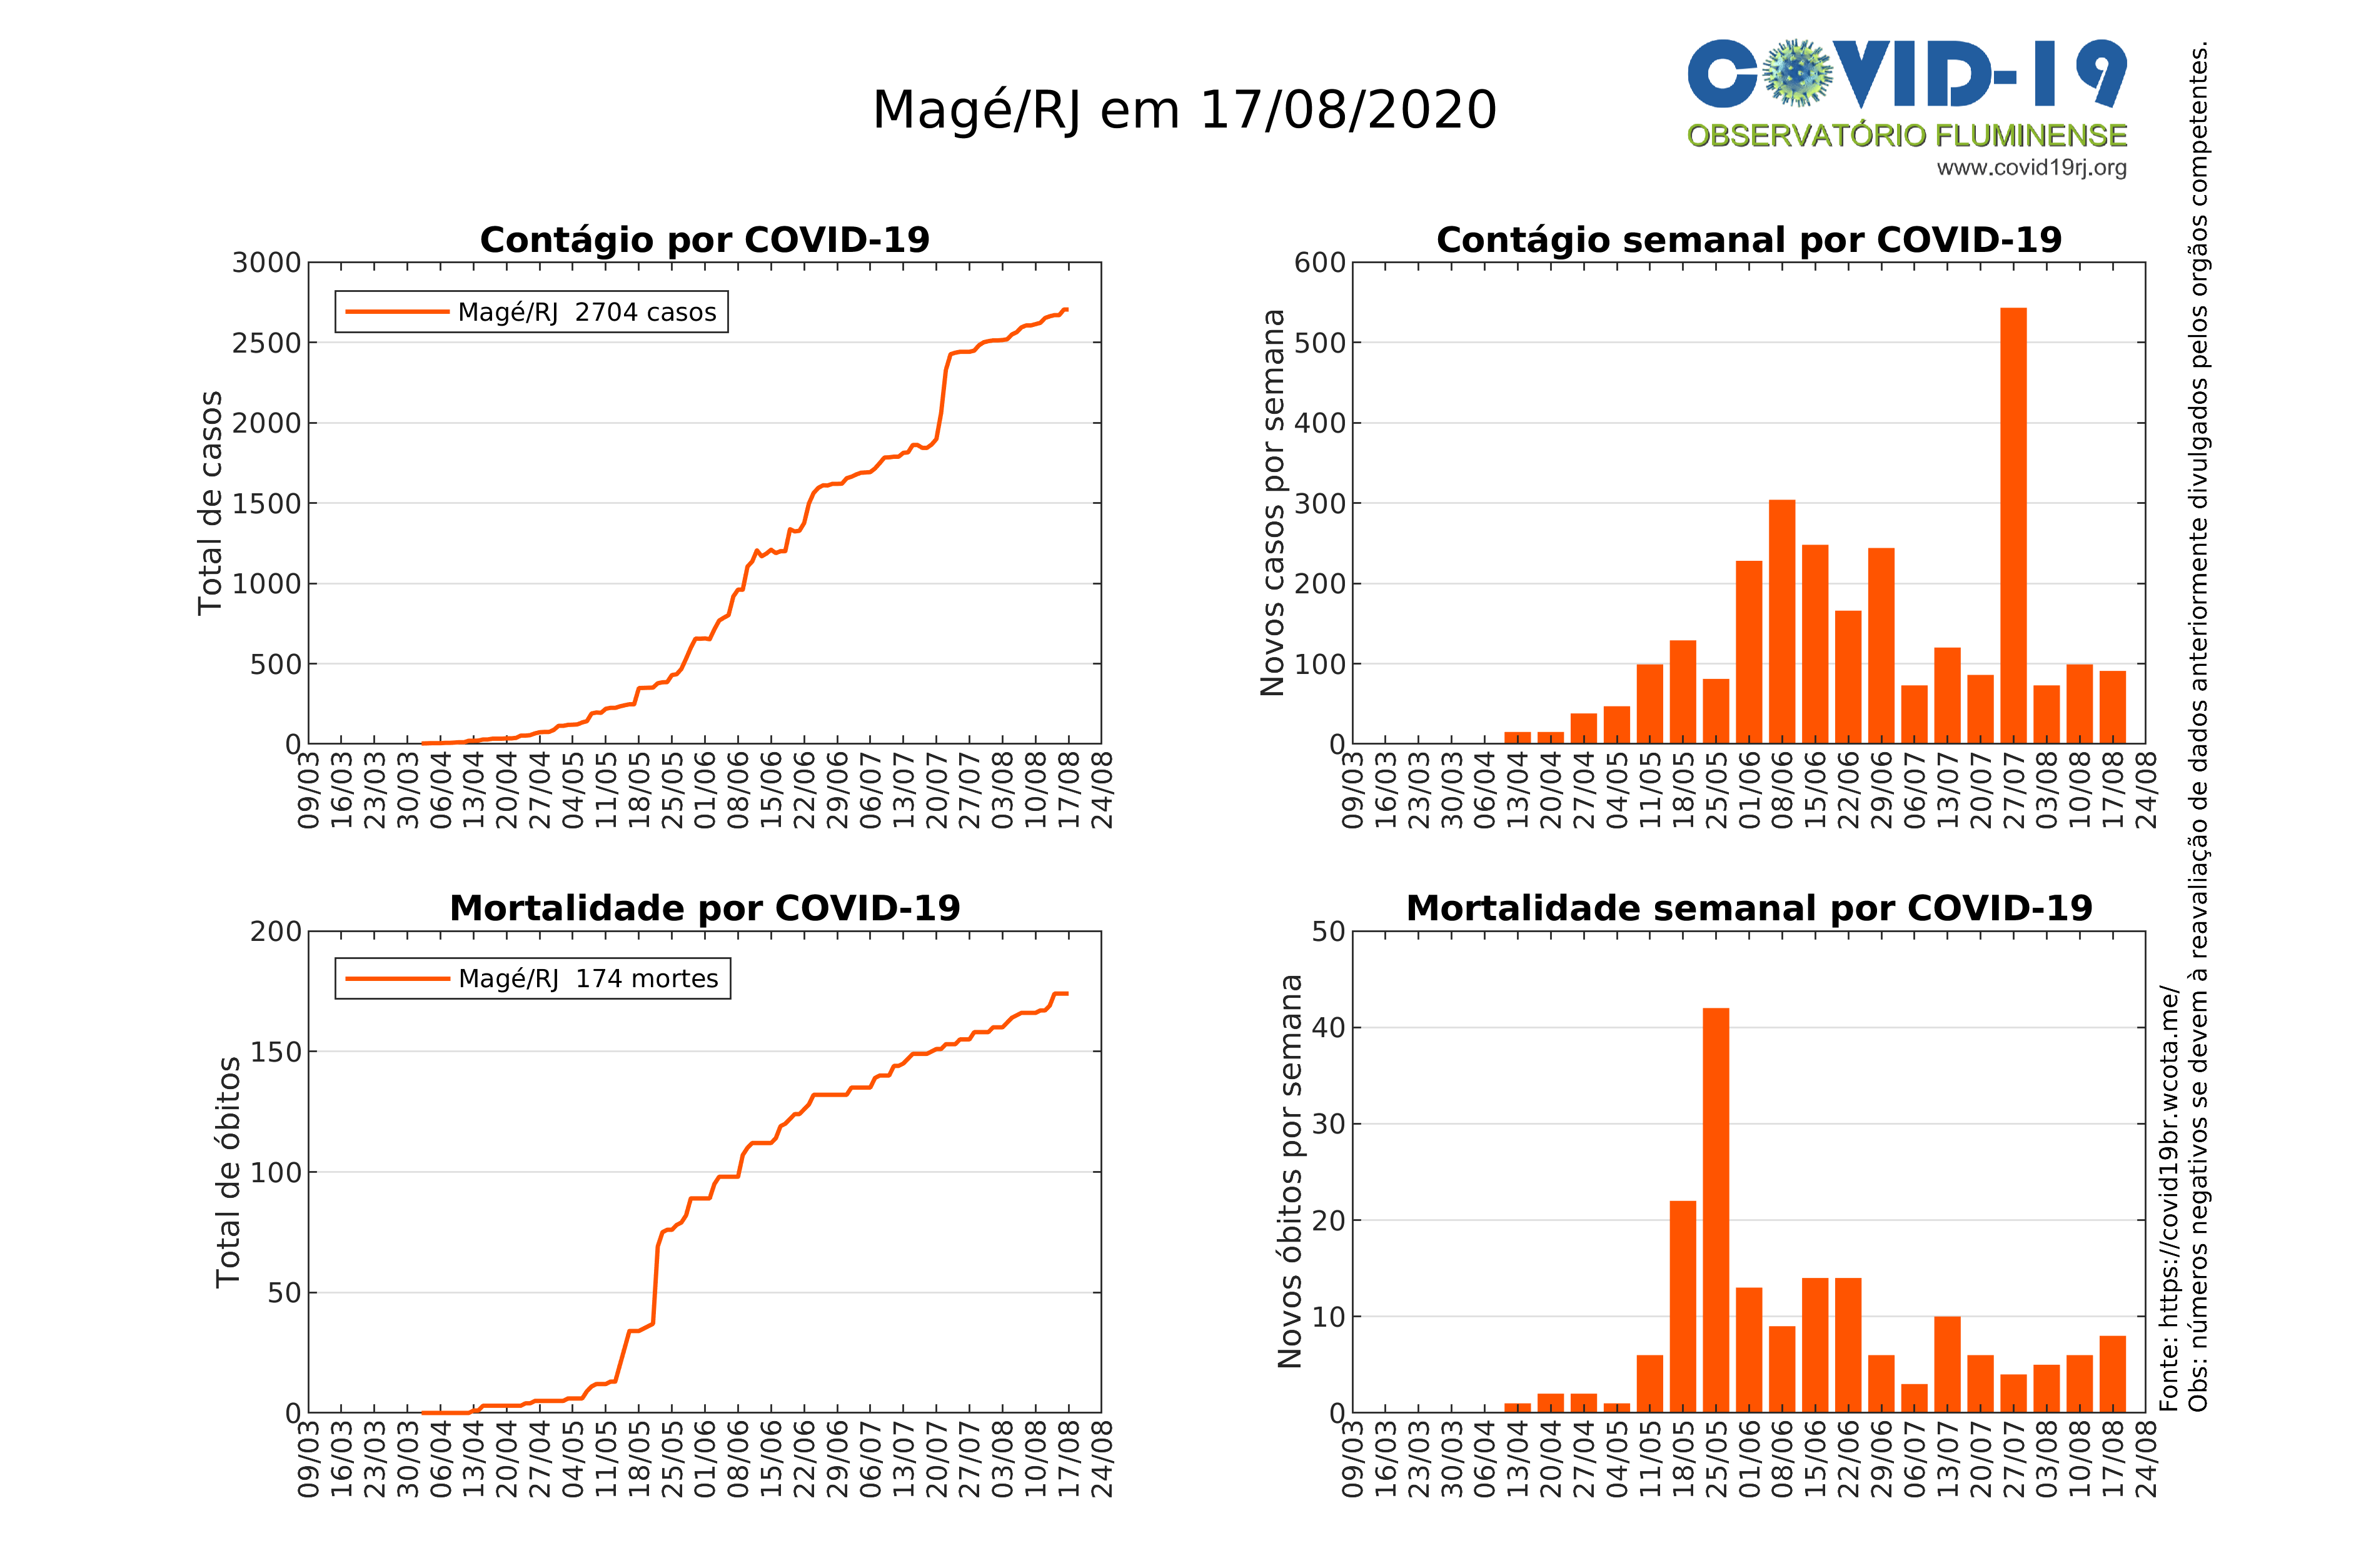 Magé/RJ em 17/08/2020
COVID-19
OBSERVATÓRIO FLUMINENSE
www.covid19rj.org
Contágio por COVID-19
Total de casos
3000
2500
2000
1500
1000
500
0
Magé/RJ 2704 casos
09/03 16/03 23/03 30/03 06/04 13/04 20/04 27/04 04/05 11/05 18/05 25/05 01/06 08/06 15/06 22/06 29/06 06/07 13/07 20/07 27/07 03/08 10/08 17/08 24/08
Contágio semanal por COVID-19
Novos casos por semana
600
500
400
300
200
100
0
09/03 16/03 23/03 30/03 06/04 13/04 20/04 27/04 04/05 11/05 18/05 25/05 01/06 08/06 15/06 22/06 29/06 06/07 13/07 20/07 27/07 03/08 10/08 17/08 24/08
Mortalidade por COVID-19
Total de óbitos
200
150
100
50
0
Magé/RJ 174 mortes
09/03 16/03 23/03 30/03 06/04 13/04 20/04 27/04 04/05 11/05 18/05 25/05 01/06 08/06 15/06 22/06 29/06 06/07 13/07 20/07 27/07 03/08 10/08 17/08 24/08
Mortalidade semanal por COVID-19
Novos óbitos por semana
50
40
30
20
10
0
09/03 16/03 23/03 30/03 06/04 13/04 20/04 27/04 04/05 11/05 18/05 25/05 01/06 08/06 15/06 22/06 29/06 06/07 13/07 20/07 27/07 03/08 10/08 17/08 24/08
Fonte: https://covid19br.wcota.me/
Obs: números negativos se devem à reavaliação de dados anteriormente divulgados pelos orgãos competentes.